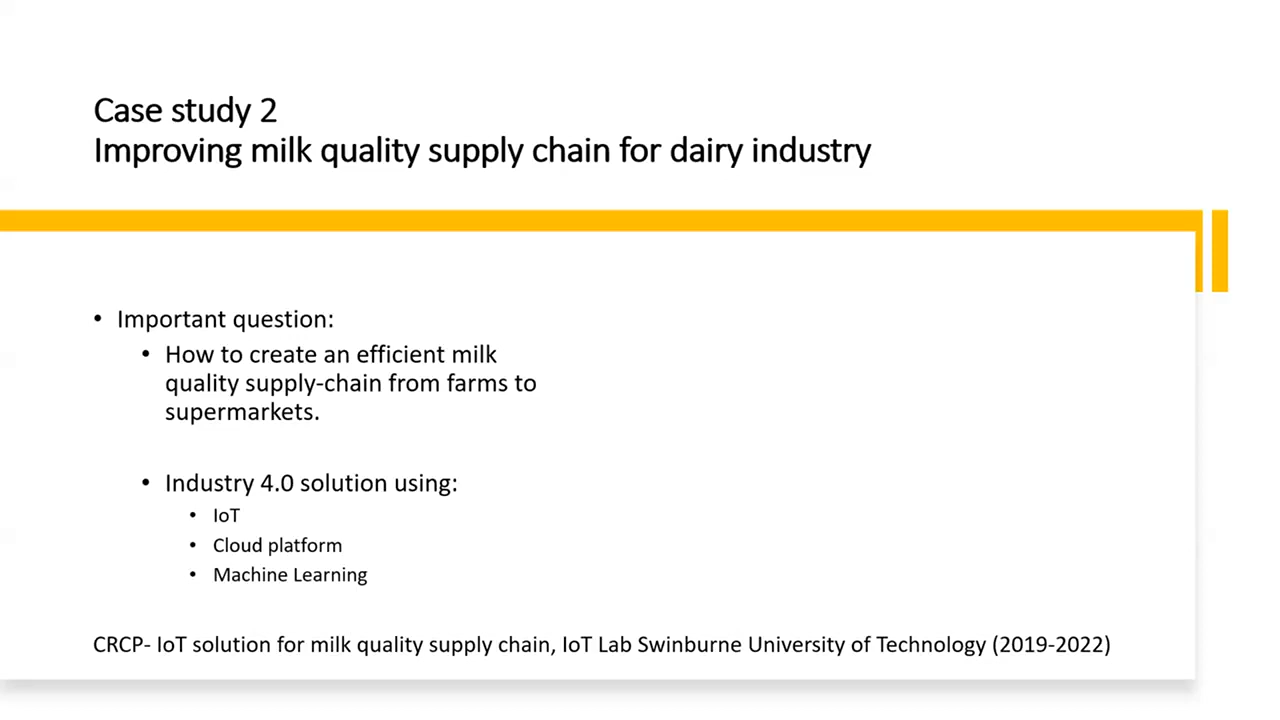 Case study 2
Improving milk quality supply chain for dairy industry
• Important question:
• How to create an efficient milk
quality supply-chain from farms to
supermarkets.
• Industry 4.0 solution using:
• IoT
• Cloud platform
• Machine Learning
CRCP- IoT solution for milk quality supply chain, IoT Lab Swinburne University of Technology (2019-2022)